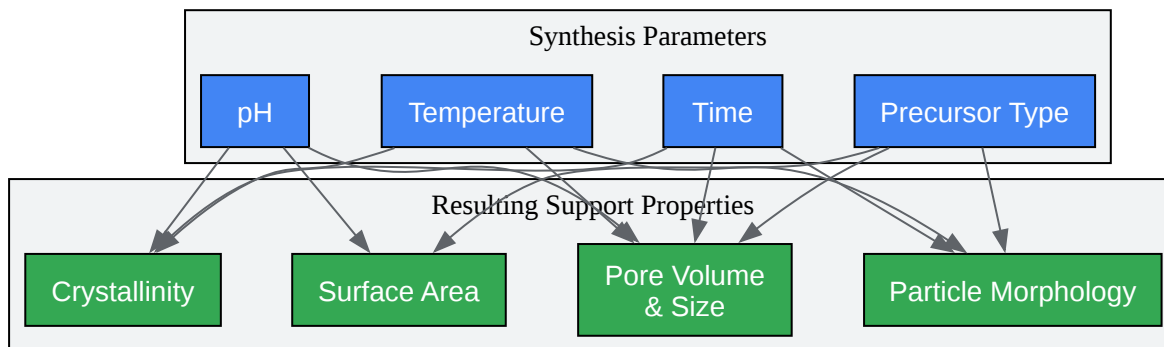 Synthesis Parameters
pH
Temperature
Time
Precursor Type
Resulting Support Properties
Crystallinity
Surface Area
Pore Volume
& Size
Particle Morphology